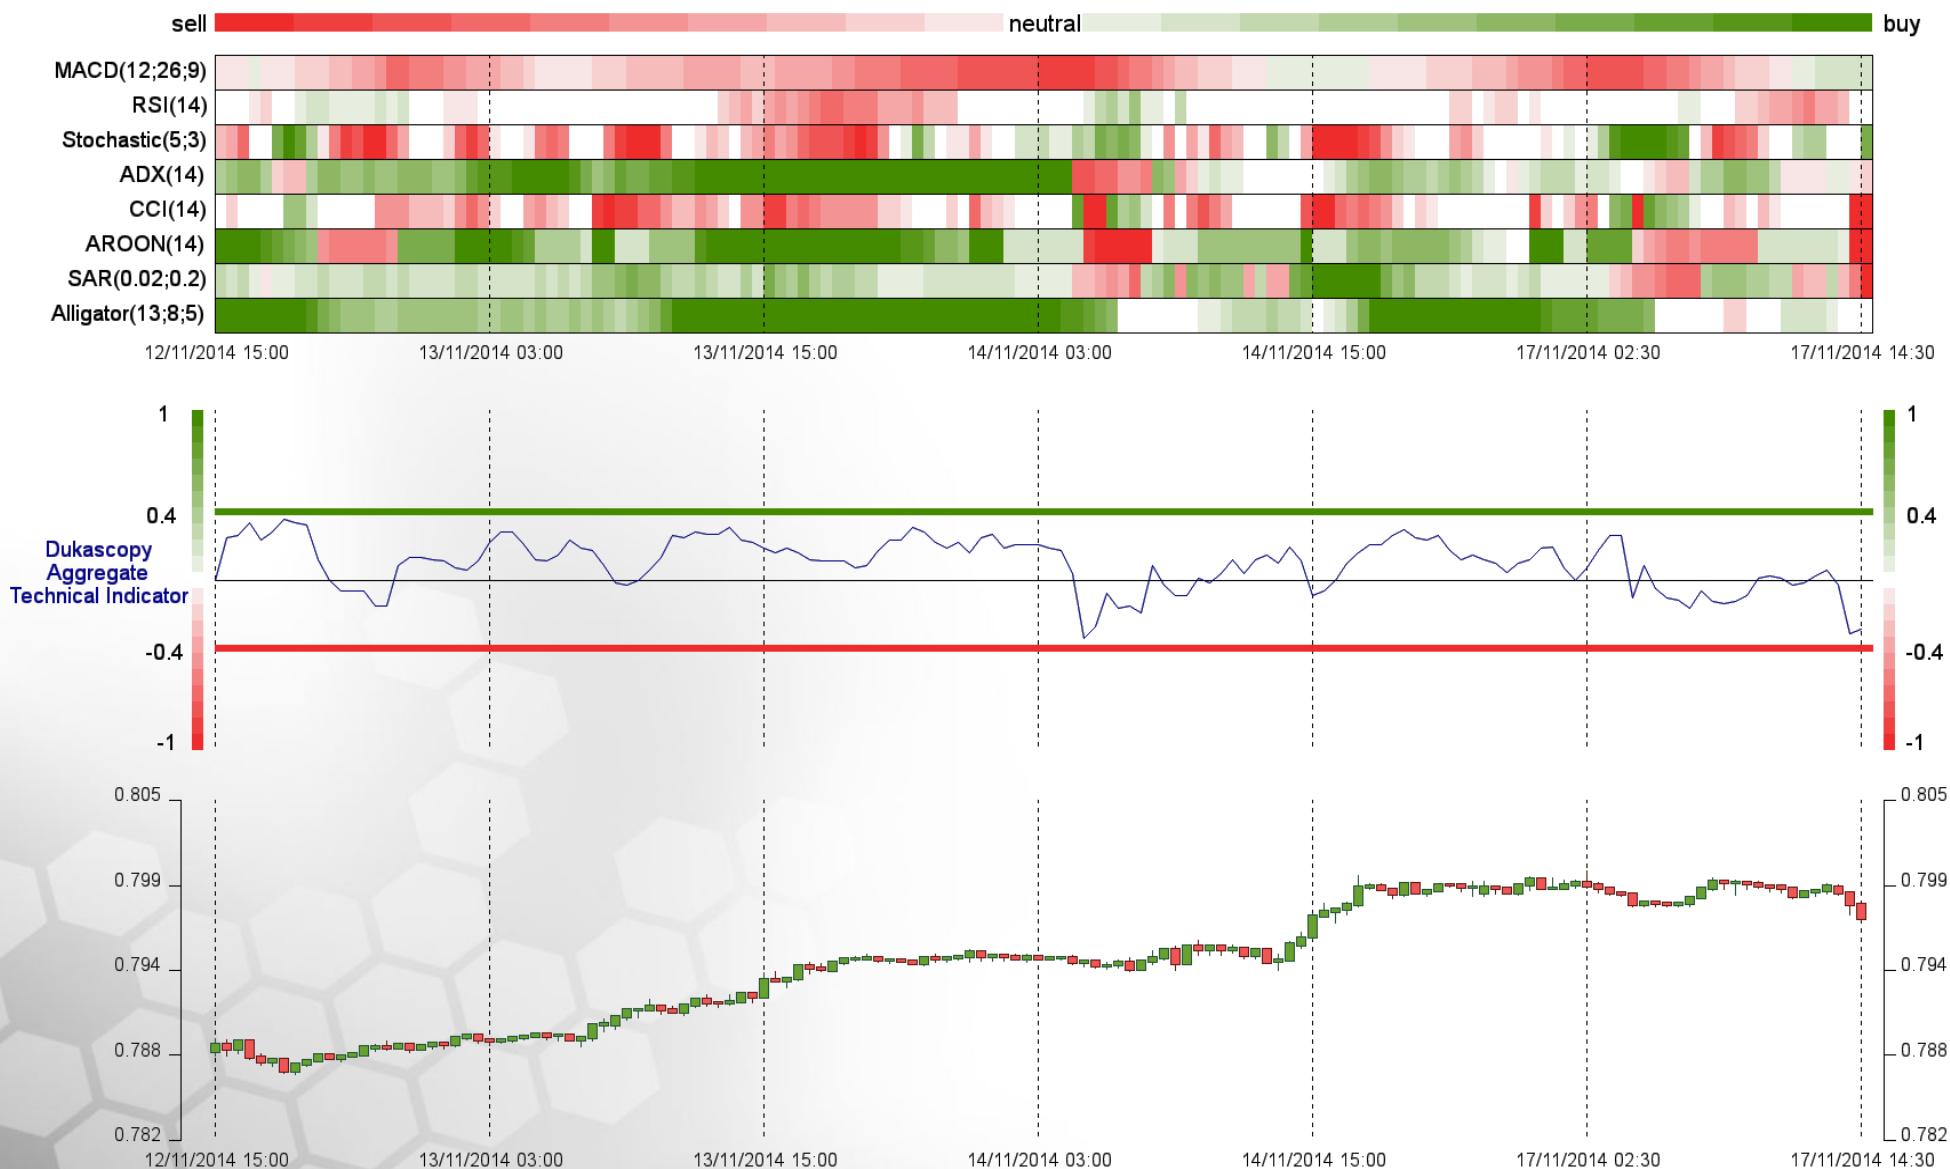 sell neutral buy
MACD(12;26;9)
RSI(14)
Stochastic(5;3)
ADX(14)
CCI(14)
AROON(14)
SAR(0.02;0.2)
Alligator(13;8;5)
12/11/2014 15:00 13/11/2014 03:00 13/11/2014 15:00 14/11/2014 03:00 14/11/2014 15:00 17/11/2014 02:30 17/11/2014 14:30
1 1
0.4 0.4
Dukascopy
Aggregate
Technical Indicator
-0.4 -0.4
-1 -1
0.805 0.805
0.799 0.799
0.794 0.794
0.788 0.788
0.782 0.782
12/11/2014 15:00 13/11/2014 03:00 13/11/2014 15:00 14/11/2014 03:00 14/11/2014 15:00 17/11/2014 02:30 17/11/2014 14:30